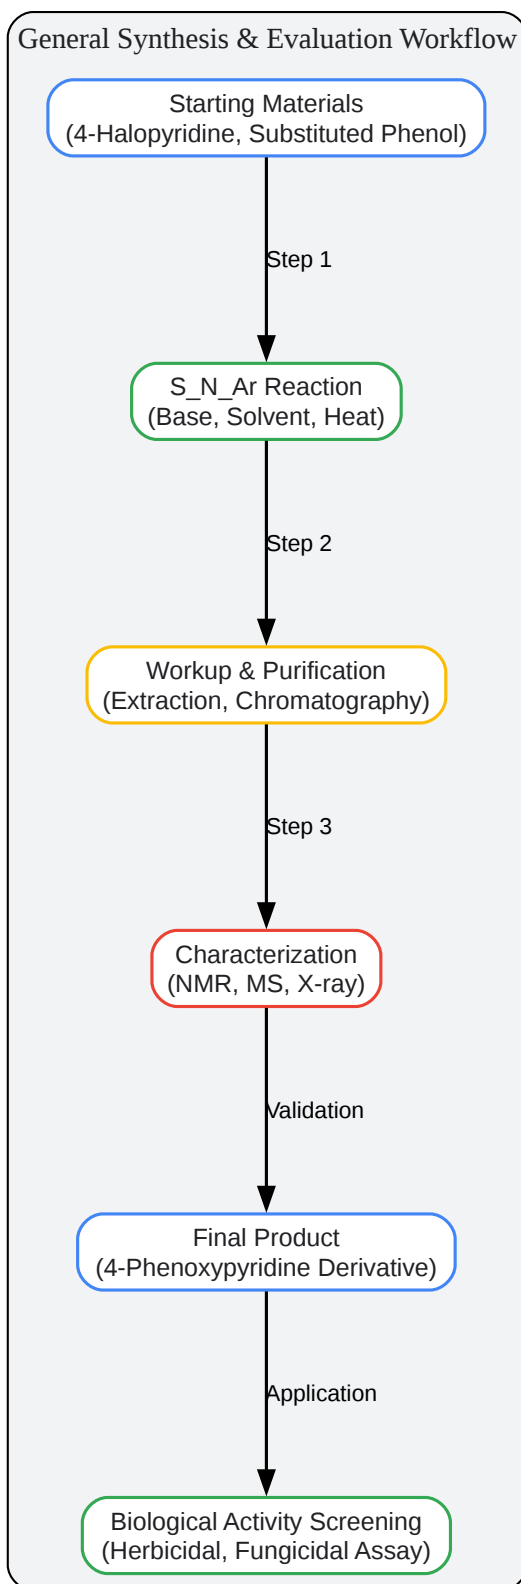 General Synthesis & Evaluation Workflow
Starting Materials
(4-Halopyridine, Substituted Phenol)
Step 1
S_N_Ar Reaction
(Base, Solvent, Heat)
Step 2
Workup & Purification
(Extraction, Chromatography)
Step 3
Characterization
(NMR, MS, X-ray)
Validation
Final Product
(4-Phenoxypyridine Derivative)
Application
Biological Activity Screening
(Herbicidal, Fungicidal Assay)